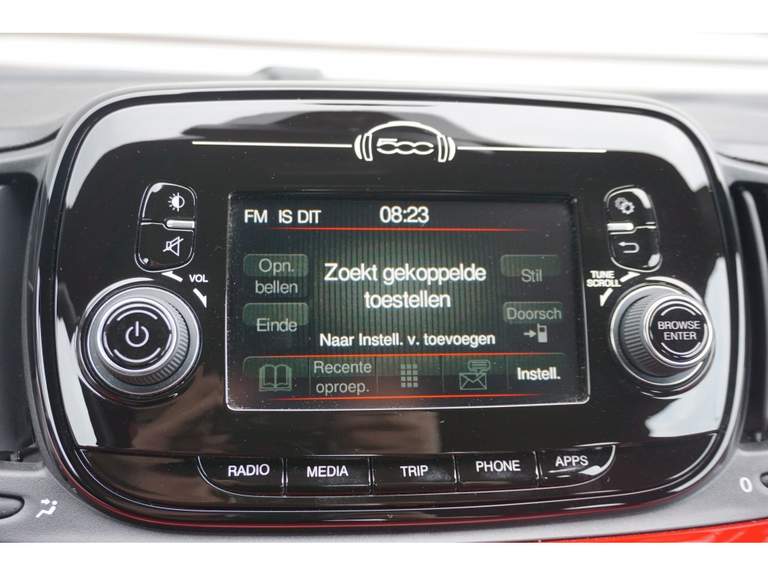 500
FM IS DIT 08:23
VOL
TUNE
SCROLL
Opn.
bellen
Zoekt gekoppelde
toestellen
Stil
Einde
Doorsch
Naar Instell. v. toevoegen
Recente
oproep.
Instell.
BROWSE
ENTER
RADIO
MEDIA
TRIP
PHONE
APPS
0